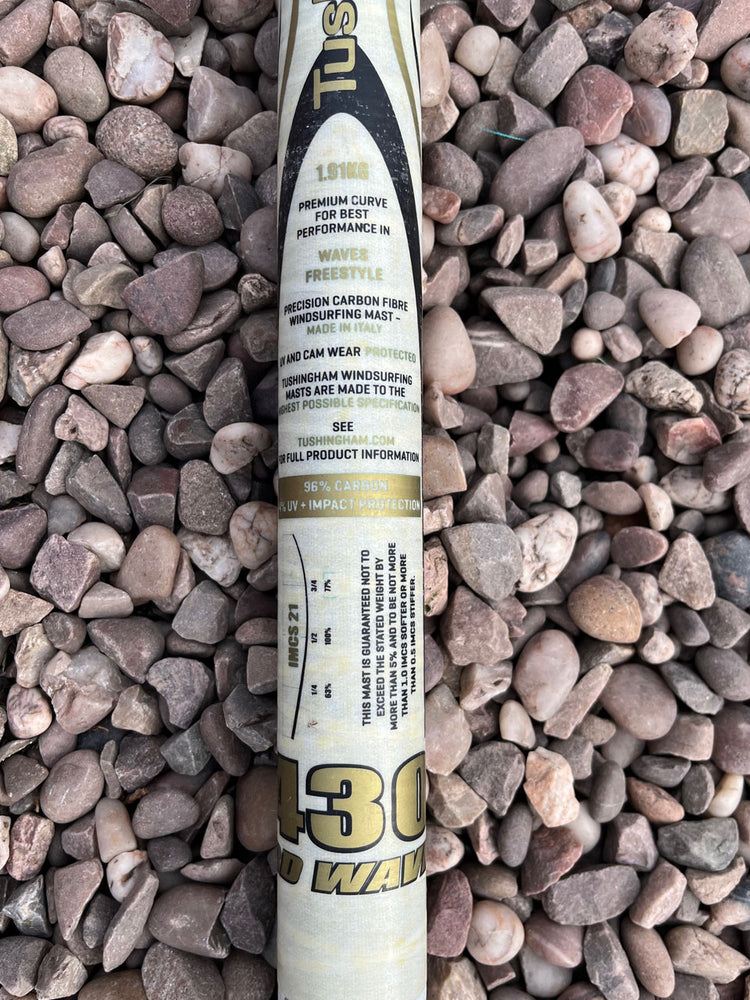 TUSH
1.91KG
PREMIUM CURVE
FOR BEST
PERFORMANCE IN
WAVES
FREESTYLE
PRECISION CARBON FIBRE
WINDSURFING MAST -
MADE IN ITALY
UV AND CAM WEAR PROTECTED
TUSHINGHAM WINDSURFING
MASTS ARE MADE TO THE
HIGHEST POSSIBLE SPECIFICATION
SEE
TUSHINGHAM.COM
FOR FULL PRODUCT INFORMATION
96% CARBON
% UV + IMPACT PROTECTION
IMCS 21
1/4 1/2 3/4
63% 100% 77%
THIS MAST IS GUARANTEED NOT TO
EXCEED THE STATED WEIGHT BY
MORE THAN 5% AND TO BE NOT MORE
THAN 1.0 IMCS SOFTER OR MORE
THAN 0.5 IMCS STIFFER.
430
D WAV